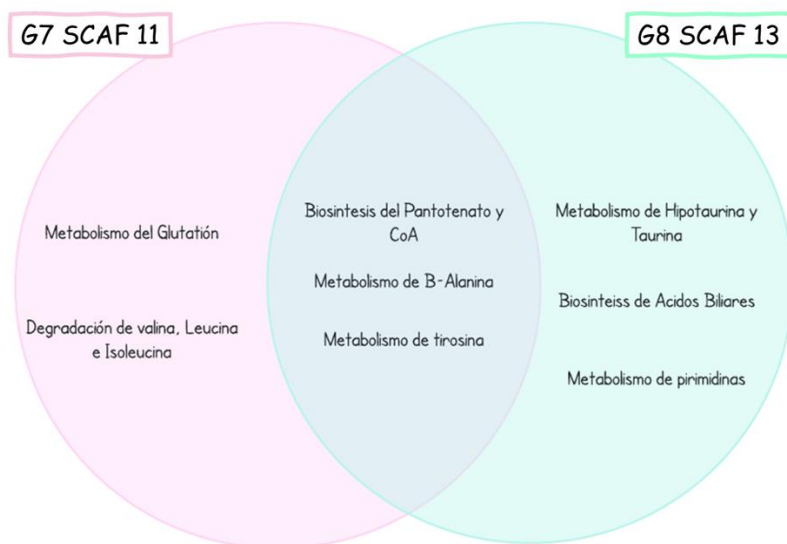 G7 SCAF 11
G8 SCAF 13
Metabolismo del Glutatión
Degradación de valina, Leucina
e Isoleucina
Biosintesis del Pantotenato y
CoA
Metabolismo de B-Alanina
Metabolismo de tirosina
Metabolismo de Hipotaurina y
Taurina
Biosinteiss de Acidos Biliares
Metabolismo de pirimidinas